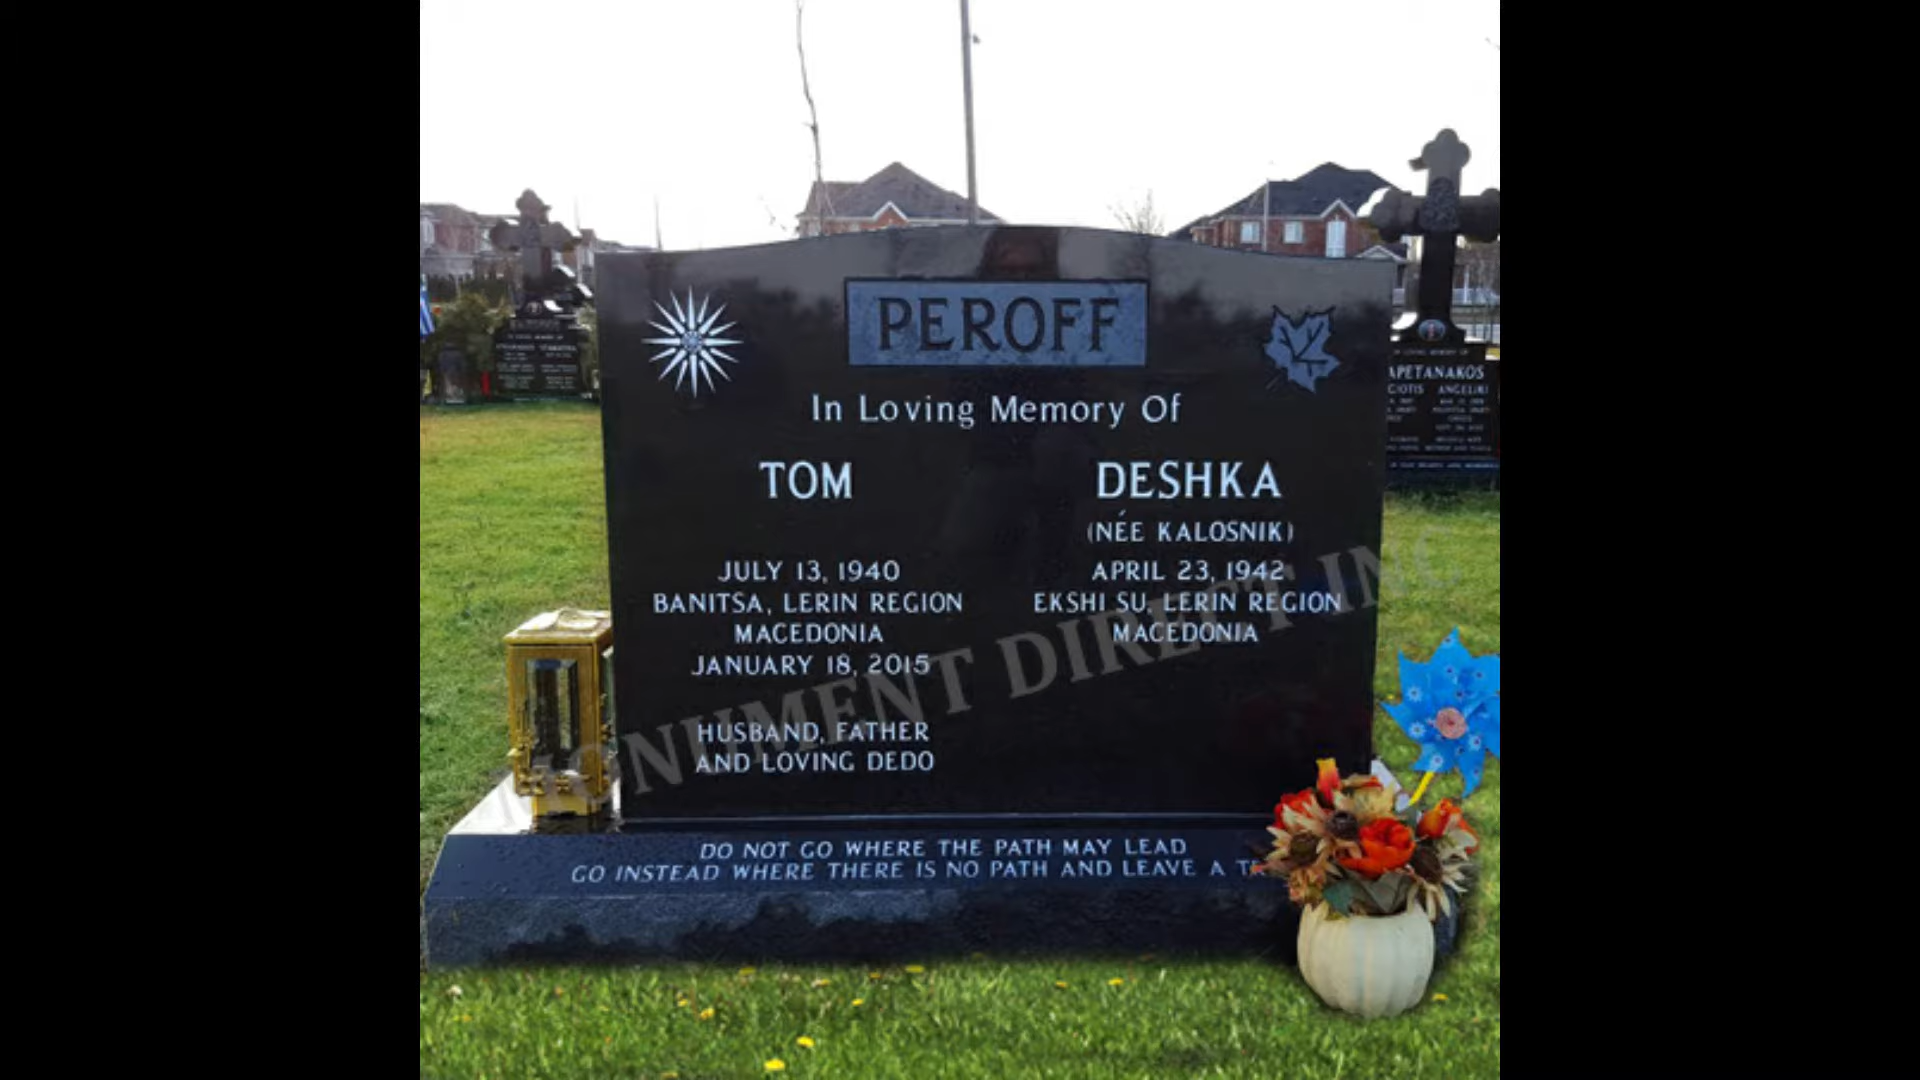 PEROFF
In Loving Memory Of
TOM
JULY 13, 1940
BANITSA, LERIN REGION
MACEDONIA
JANUARY 18, 2015
HUSBAND, FATHER
AND LOVING DEDO
DESHKA
(NÉE KALOSNIK)
APRIL 23, 1942
EKSHI SU, LERIN REGION
MACEDONIA
DO NOT GO WHERE THE PATH MAY LEAD
GO INSTEAD WHERE THERE IS NO PATH AND LEAVE A
MONUMENT DIRECT INC
APETANAKOS
ANGELIKI